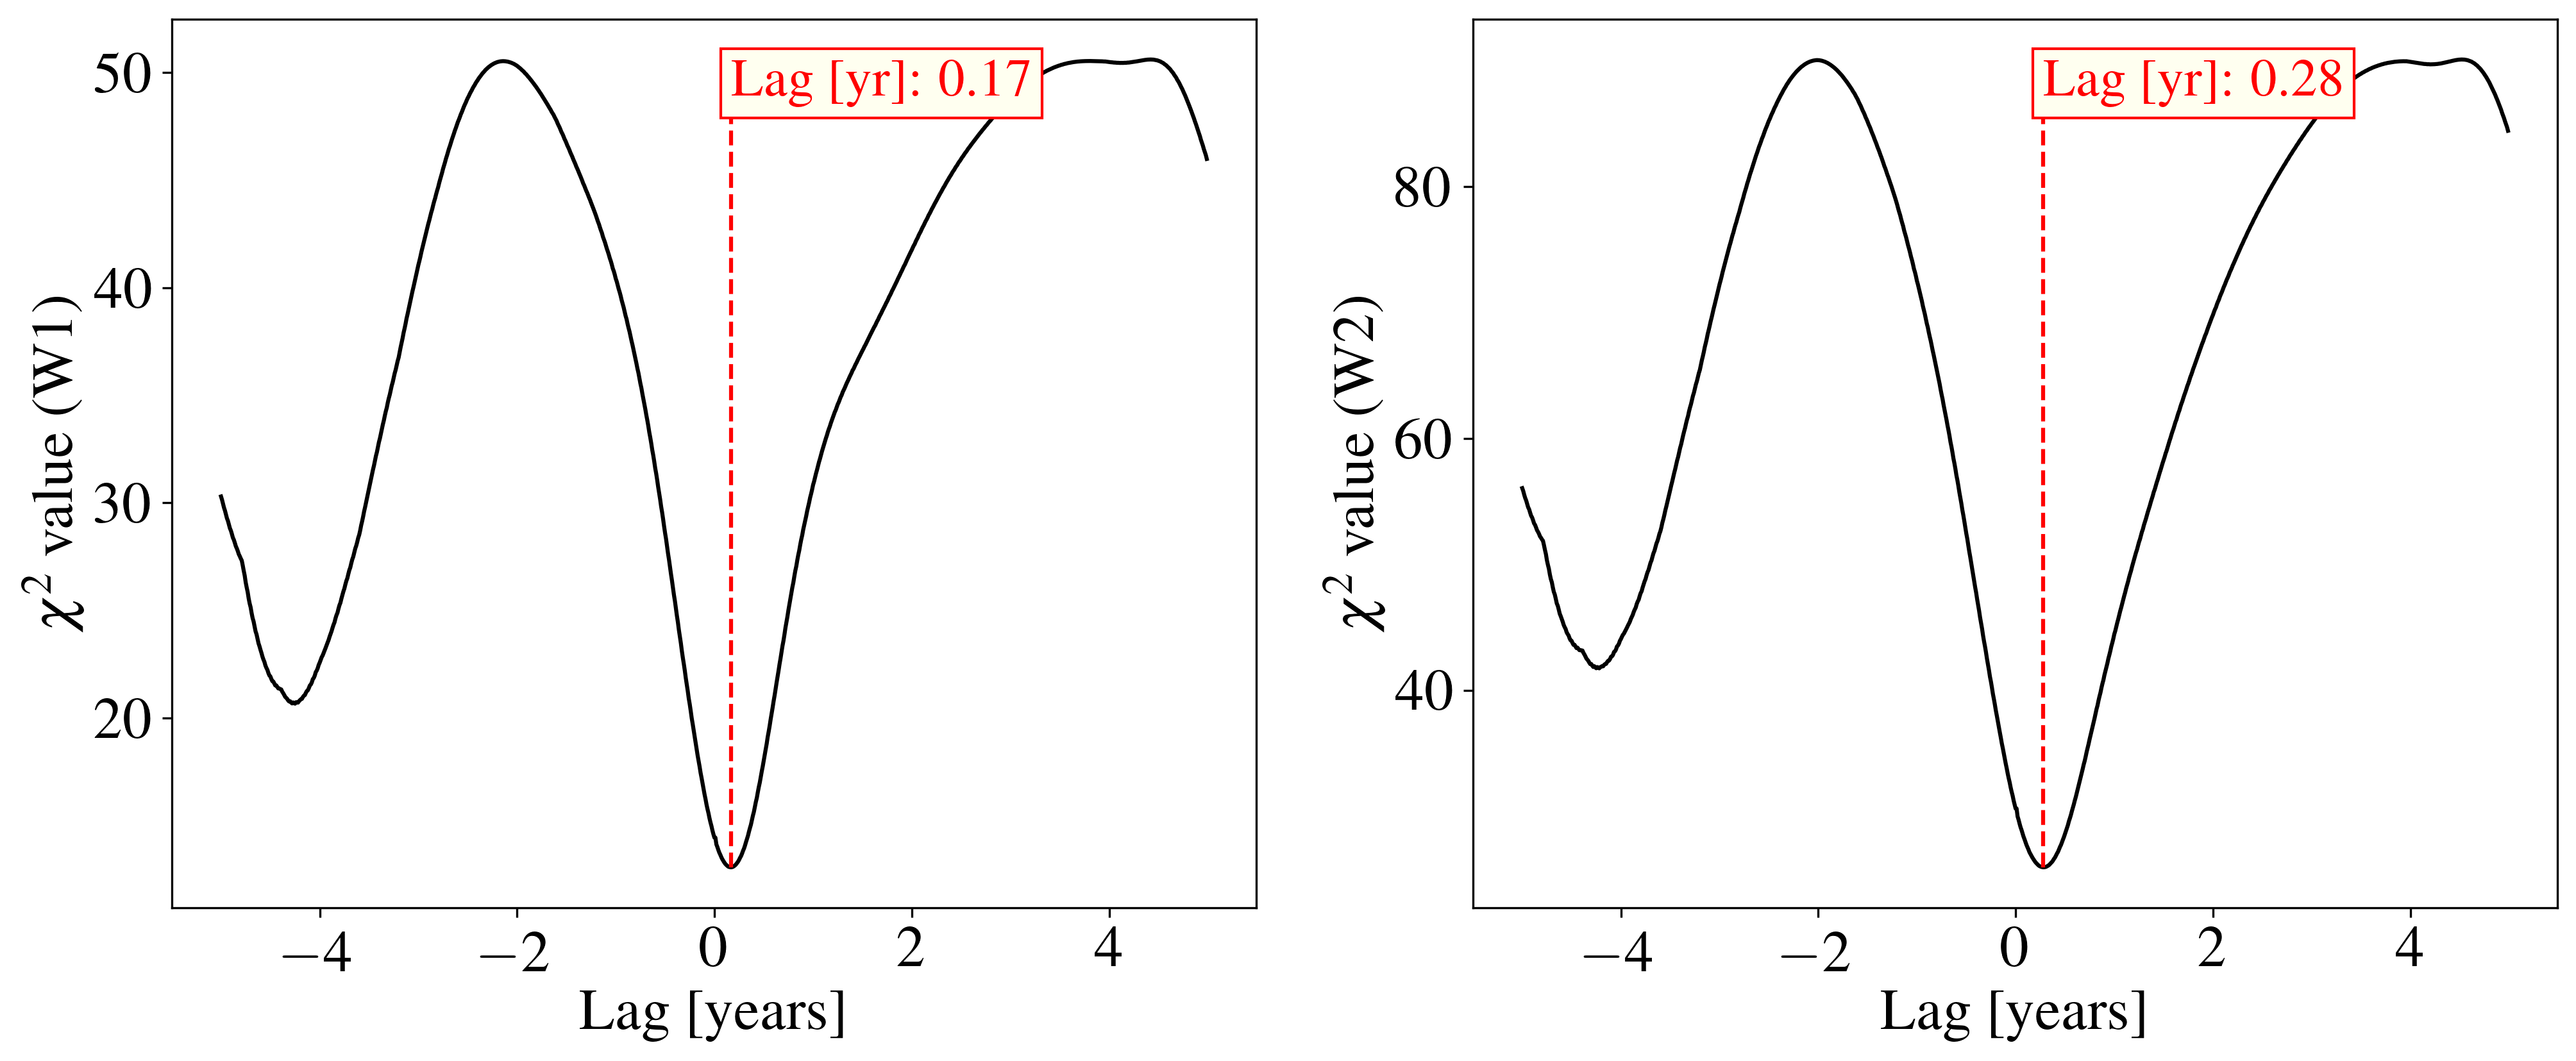 χ² value (W1)
50
40
30
20
Lag [yr]: 0.17
−4 −2 0 2 4
Lag [years]
χ² value (W2)
80
60
40
Lag [yr]: 0.28
−4 −2 0 2 4
Lag [years]